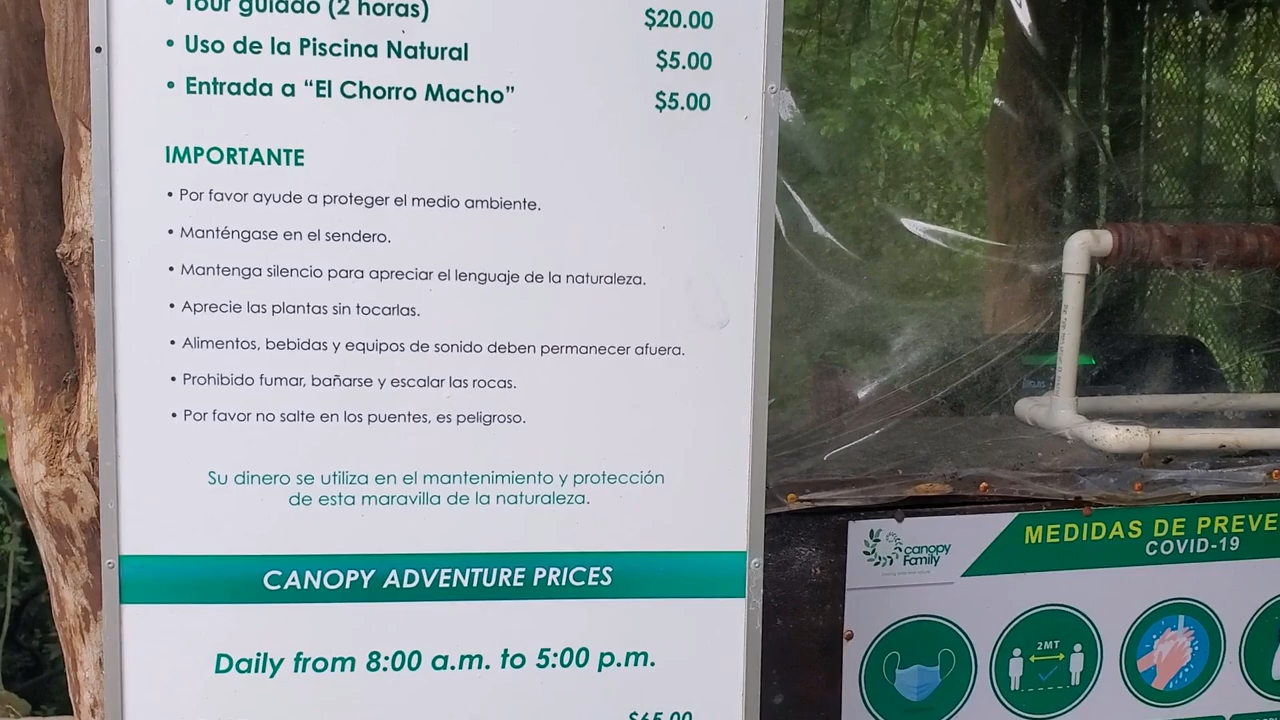 • Tour guiado (2 horas) $20.00
• Uso de la Piscina Natural $5.00
• Entrada a “El Chorro Macho” $5.00
IMPORTANTE
• Por favor ayude a proteger el medio ambiente.
• Manténgase en el sendero.
• Mantenga silencio para apreciar el lenguaje de la naturaleza.
• Aprecie las plantas sin tocarlas.
• Alimentos, bebidas y equipos de sonido deben permanecer afuera.
• Prohibido fumar, bañarse y escalar las rocas.
• Por favor no salte en los puentes, es peligroso.
Su dinero se utiliza en el mantenimiento y protección
de esta maravilla de la naturaleza.
CANOPY ADVENTURE PRICES
Daily from 8:00 a.m. to 5:00 p.m.
$65.00
canopy
Family
MEDIDAS DE PREVE
COVID-19
2MT